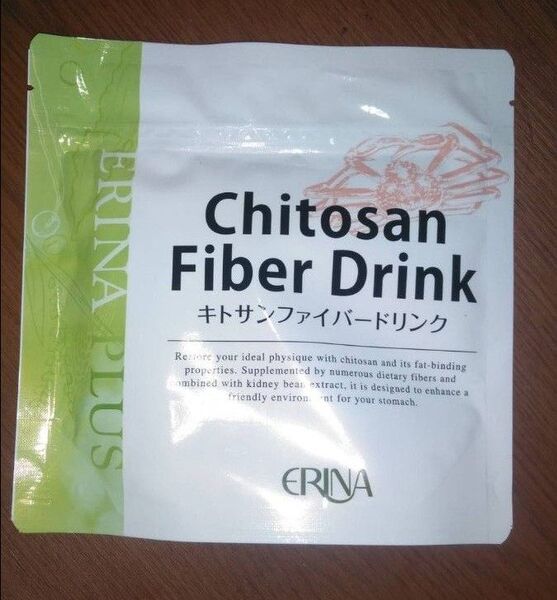 ERINA PLUS
Chitosan
Fiber Drink
キトサンファイバードリンク
Restore your ideal physique with chitosan and its fat-binding
properties. Supplemented by numerous dietary fibers and
combined with kidney bean extract, it is designed to enhance a
friendly environment for your stomach.
ERINA